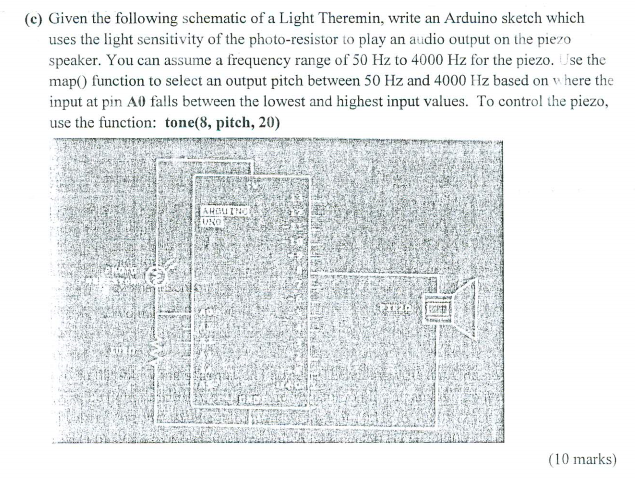 (c) Given the following schematic of a Light Theremin, write an Arduino sketch which
uses the light sensitivity of the photo-resistor to play an audio output on the piezo
speaker. You can assume a frequency range of 50 Hz to 4000 Hz for the piezo. Use the
map() function to select an output pitch between 50 Hz and 4000 Hz based on where the
input at pin A0 falls between the lowest and highest input values. To control the piezo,
use the function: tone(8, pitch, 20)
ARDUINO
UNO
PIEZO
(10 marks)